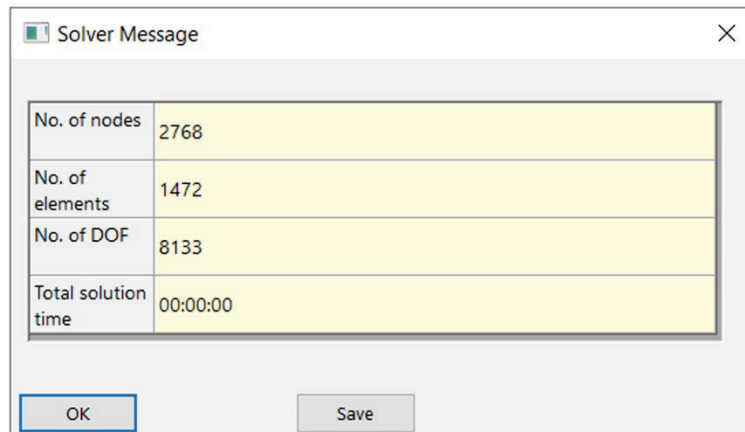 Solver Message
No. of nodes
2768
No. of
elements
1472
No. of DOF
8133
Total solution
time
00:00:00
OK
Save